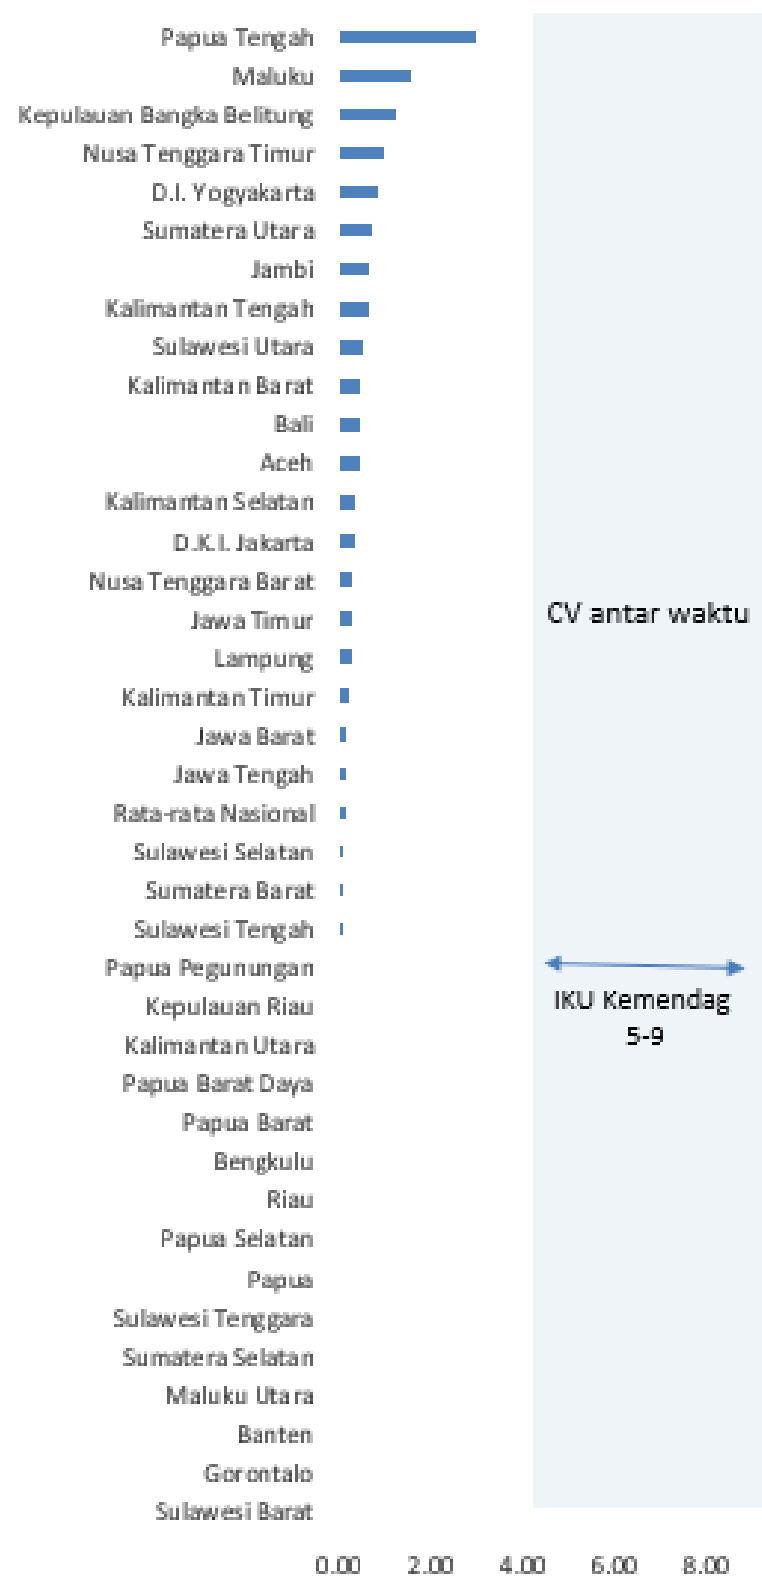 Papua Tengah
Maluku
Kepulauan Bangka Belitung
Nusa Tenggara Timur
D.I. Yogyakarta
Sumatera Utara
Jambi
Kalimantan Tengah
Sulawesi Utara
Kalimantan Barat
Bali
Aceh
Kalimantan Selatan
D.K.I. Jakarta
Nusa Tenggara Barat
Jawa Timur
Lampung
Kalimantan Timur
Jawa Barat
Jawa Tengah
Rata-rata Nasional
Sulawesi Selatan
Sumatera Barat
Sulawesi Tengah
Papua Pegunungan
Kepulauan Riau
Kalimantan Utara
Papua Barat Daya
Papua Barat
Bengkulu
Riau
Papua Selatan
Papua
Sulawesi Tenggara
Sumatera Selatan
Maluku Utara
Banten
Gorontalo
Sulawesi Barat
CV antar waktu
IKU Kemendag
5-9
0.00 2.00 4.00 6.00 8.00